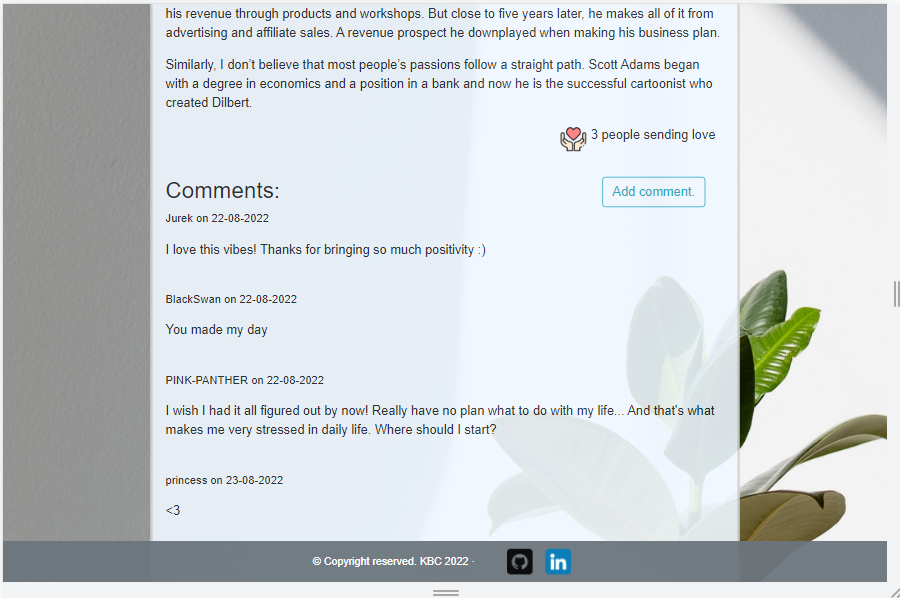 his revenue through products and workshops. But close to five years later, he makes all of it from
advertising and affiliate sales. A revenue prospect he downplayed when making his business plan.
Similarly, I don’t believe that most people’s passions follow a straight path. Scott Adams began
with a degree in economics and a position in a bank and now he is the successful cartoonist who
created Dilbert.
3 people sending love
Comments:
Add comment.
Jurek on 22-08-2022
I love this vibes! Thanks for bringing so much positivity :)
BlackSwan on 22-08-2022
You made my day
PINK-PANTHER on 22-08-2022
I wish I had it all figured out by now! Really have no plan what to do with my life... And that's what
makes me very stressed in daily life. Where should I start?
princess on 23-08-2022
<3
© Copyright reserved. KBC 2022 ·
in